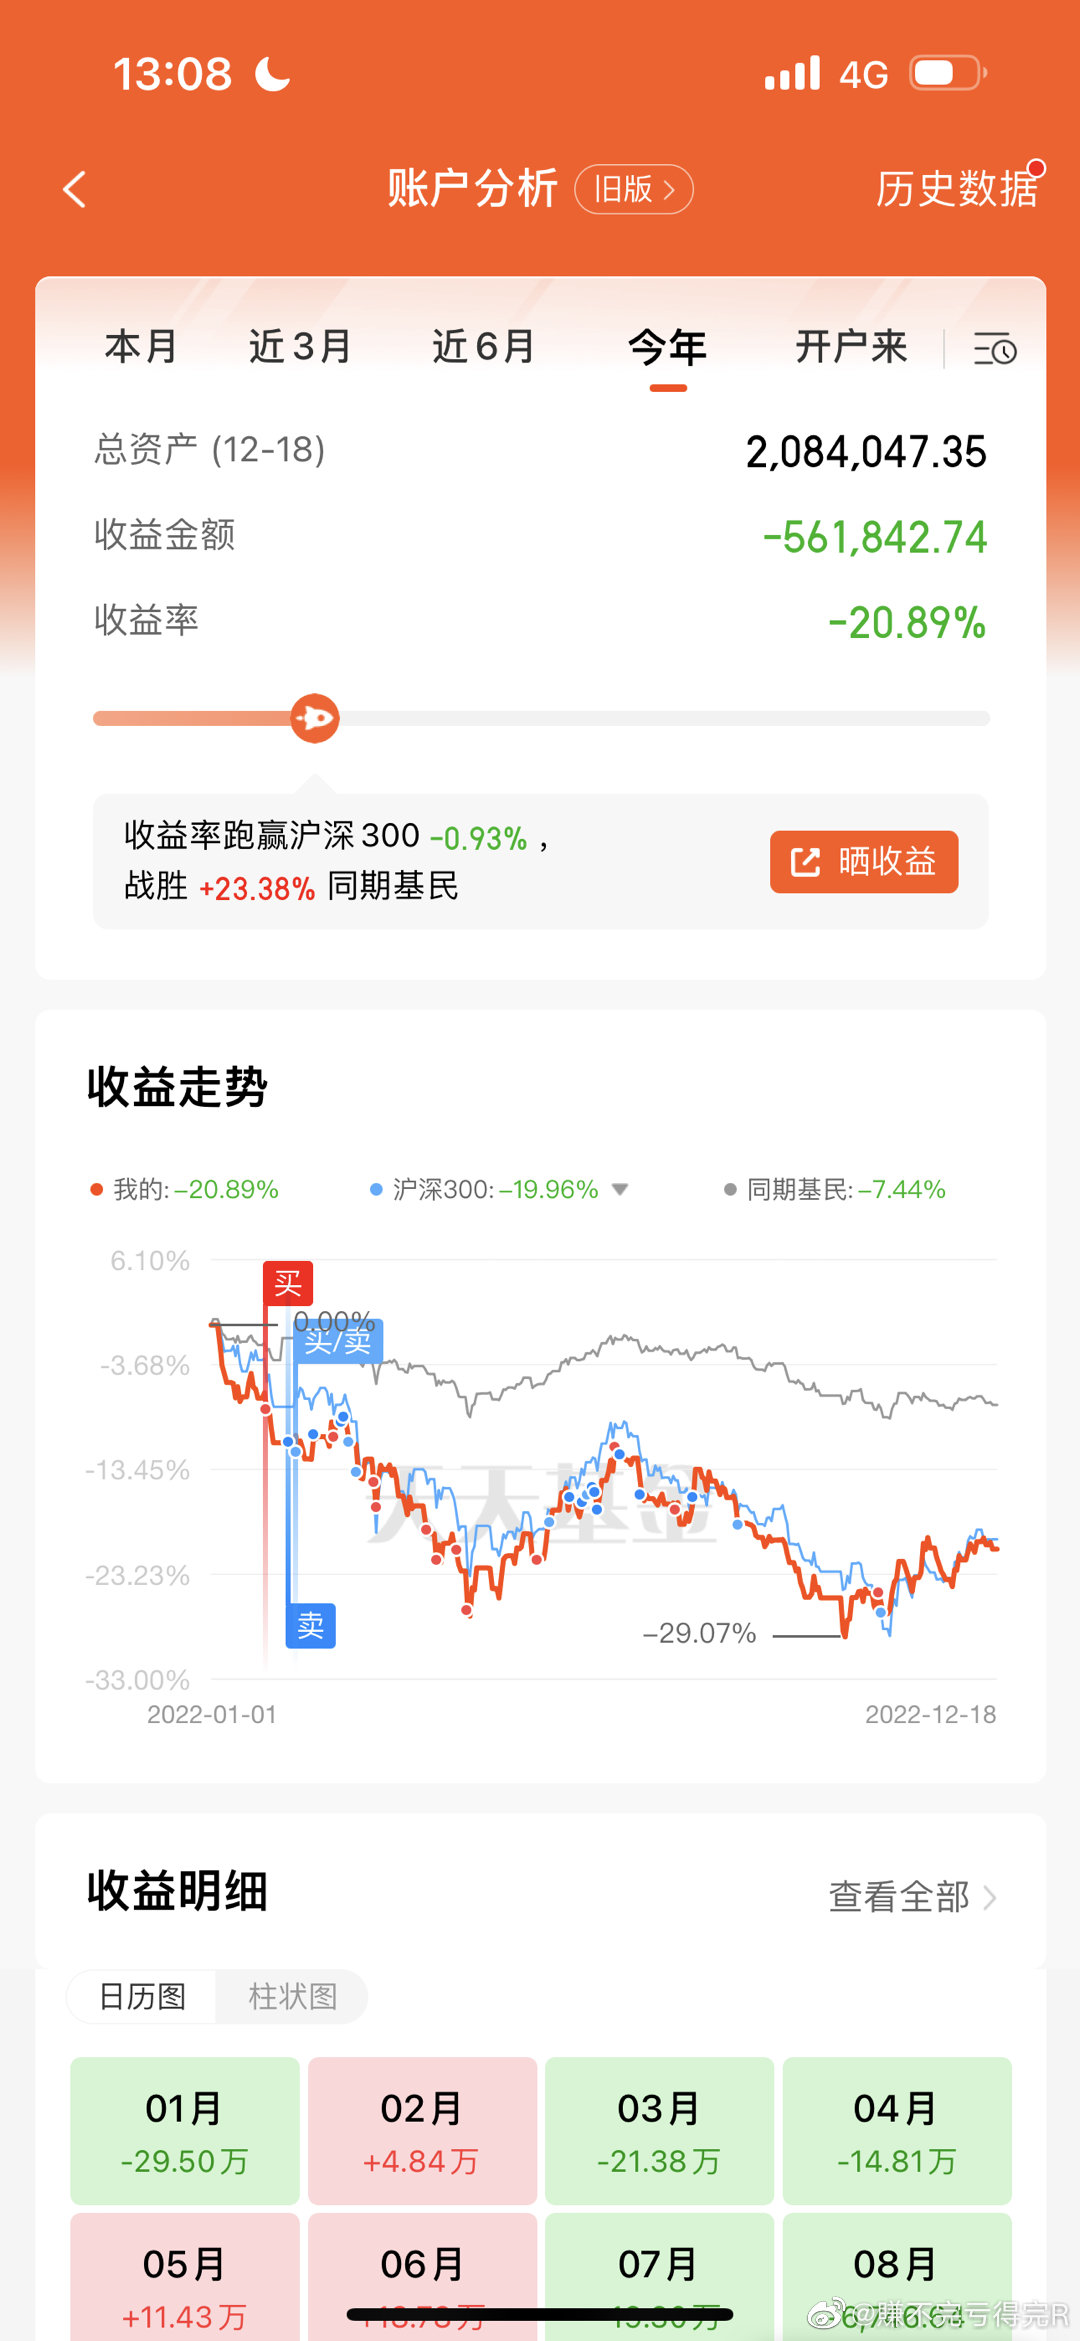 13:08
4G
账户分析 旧版
历史数据
本月 近3月 近6月 今年 开户来
总资产 (12-18) 2,084,047.35
收益金额 -561,842.74
收益率 -20.89%
收益率跑赢沪深300 -0.93%，
战胜 +23.38% 同期基民
晒收益
收益走势
我的:-20.89% 沪深300:-19.96% 同期基民:-7.44%
6.10%
买
0.00%
买/卖
-3.68%
-13.45%
天天基金
-23.23%
卖
-29.07%
-33.00%
2022-01-01 2022-12-18
收益明细 查看全部
日历图 柱状图
01月 02月 03月 04月
-29.50万 +4.84万 -21.38万 -14.81万
05月 06月 07月 08月
+11.43万
@赚不完亏得完R